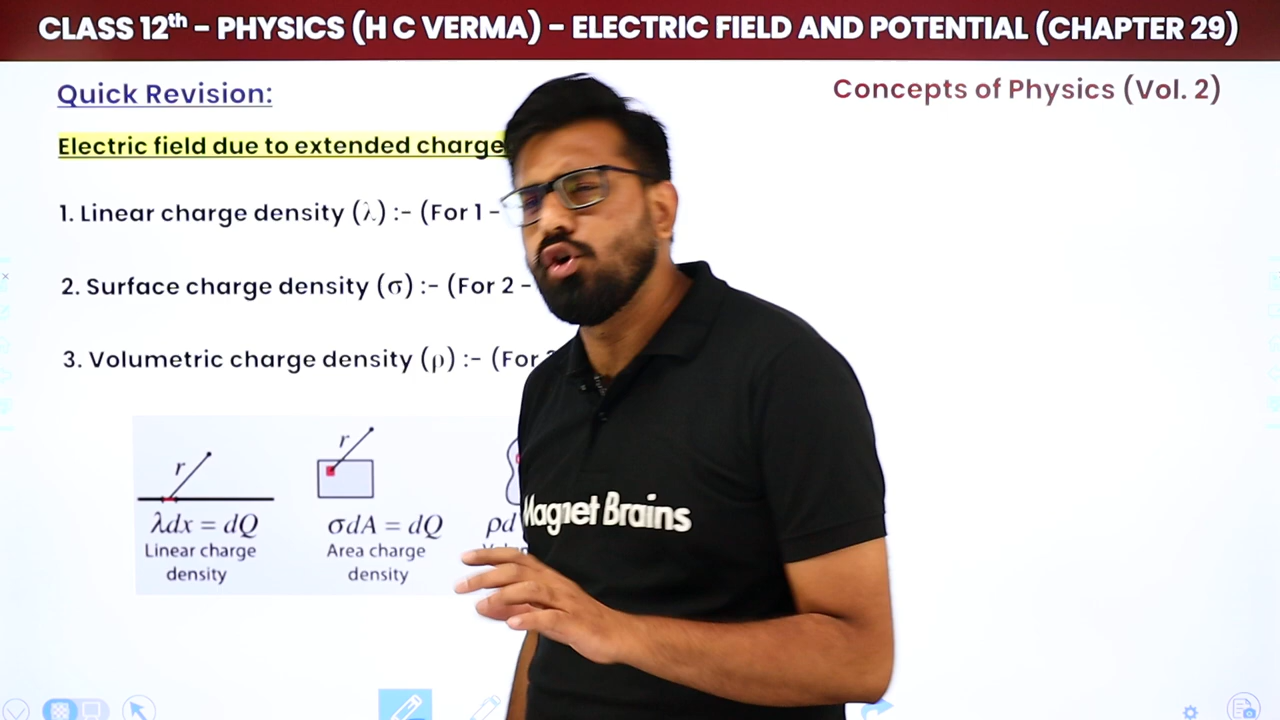 CLASS 12th – PHYSICS (H C VERMA) – ELECTRIC FIELD AND POTENTIAL (CHAPTER 29)
Quick Revision:
Concepts of Physics (Vol. 2)
Electric field due to extended charge
1. Linear charge density (λ) :- (For 1 -
2. Surface charge density (σ) :- (For 2 -
3. Volumetric charge density (ρ) :- (For
r
r
λdx = dQ
σdA = dQ
ρd
Linear charge
density
Area charge
density
Magnet Brains